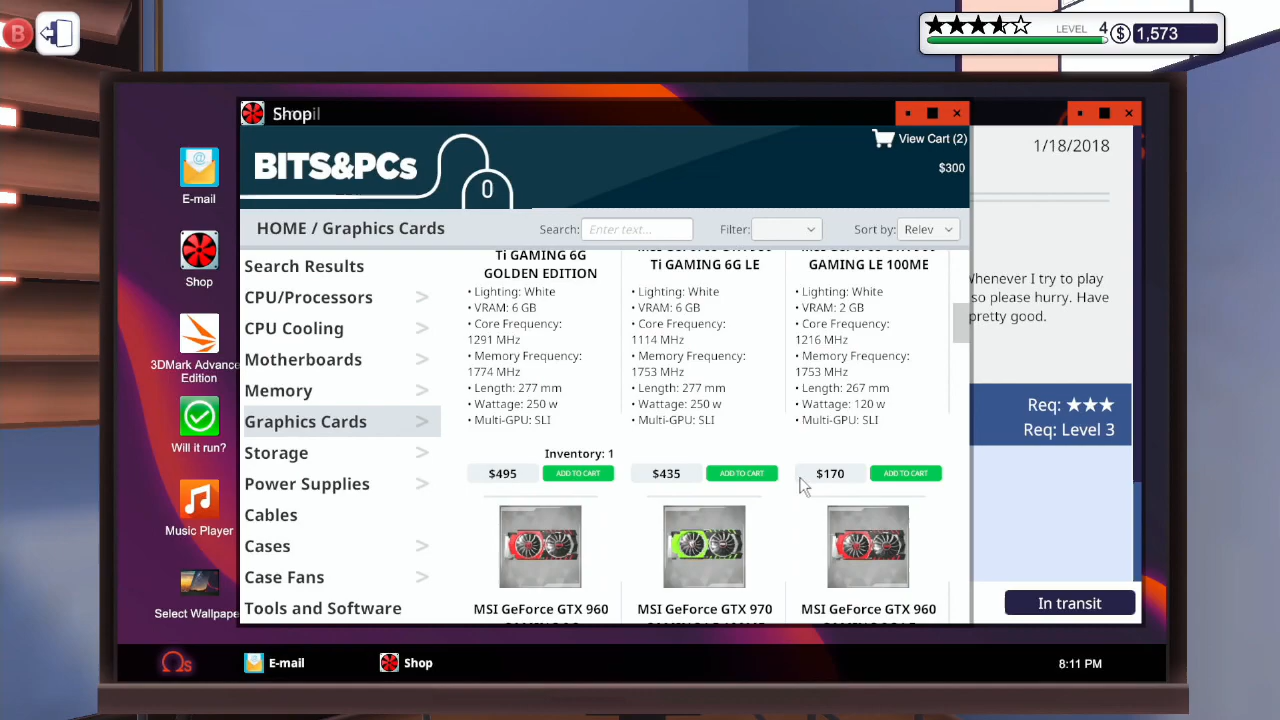 B
LEVEL 4
$ 1,573
Shop
View Cart (2)
BITS&PCs
$300
HOME / Graphics Cards
Search: Enter text...
Filter:
Sort by: Relev
Search Results
CPU/Processors >
CPU Cooling >
Motherboards >
Memory >
Graphics Cards >
Storage >
Power Supplies >
Cables
Cases >
Case Fans >
Tools and Software
Ti GAMING 6G
GOLDEN EDITION
• Lighting: White
• VRAM: 6 GB
• Core Frequency:
1291 MHz
• Memory Frequency:
1774 MHz
• Length: 277 mm
• Wattage: 250 w
• Multi-GPU: SLI
Inventory: 1
$495 ADD TO CART
Ti GAMING 6G LE
• Lighting: White
• VRAM: 6 GB
• Core Frequency:
1114 MHz
• Memory Frequency:
1753 MHz
• Length: 277 mm
• Wattage: 250 w
• Multi-GPU: SLI
$435 ADD TO CART
GAMING LE 100ME
• Lighting: White
• VRAM: 2 GB
• Core Frequency:
1216 MHz
• Memory Frequency:
1753 MHz
• Length: 267 mm
• Wattage: 120 w
• Multi-GPU: SLI
$170 ADD TO CART
MSI GeForce GTX 960
MSI GeForce GTX 970
MSI GeForce GTX 960
1/18/2018
Whenever I try to play
so please hurry. Have
pretty good.
Req: ★★★
Req: Level 3
In transit
E-mail
Shop
3DMark Advance
Edition
Will it run?
Music Player
Select Wallpape
Os
E-mail
Shop
8:11 PM